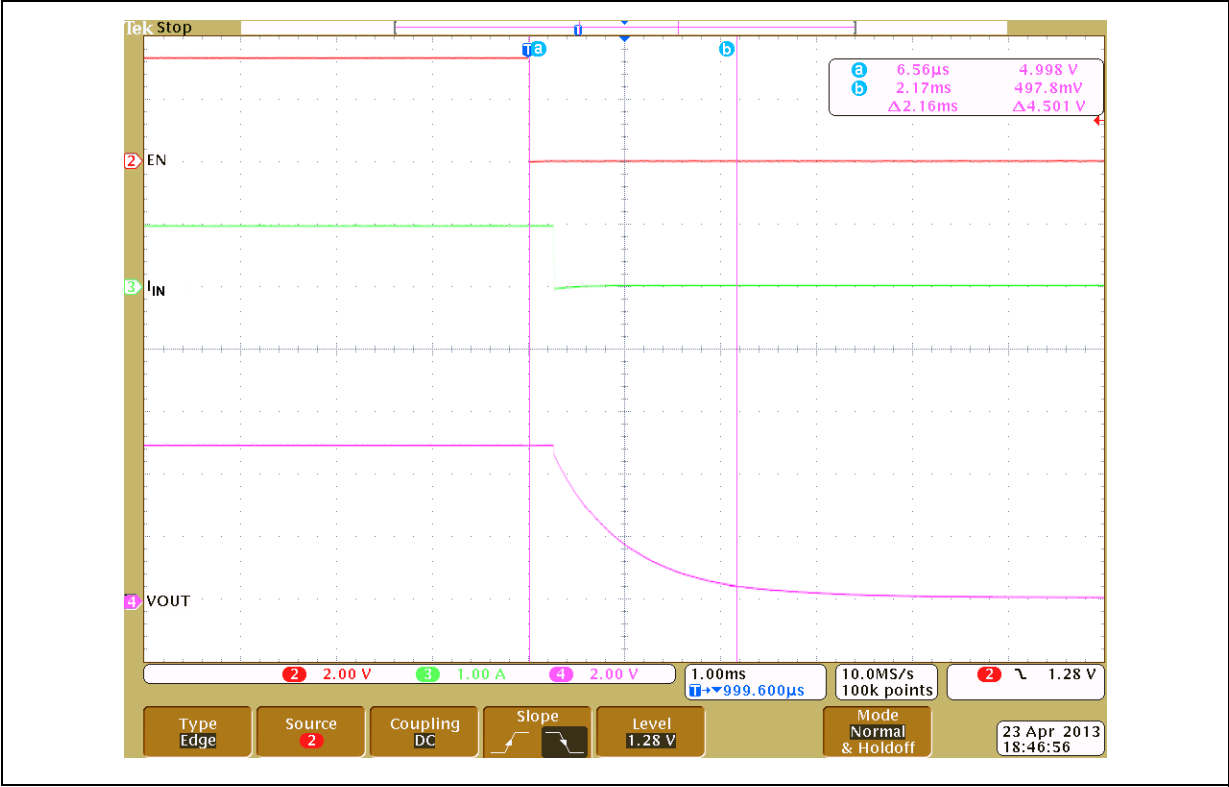 Tek Stop
T
T a b
a 6.56µs 4.998 V
b 2.17ms 497.8mV
Δ2.16ms Δ4.501 V
2 EN
3 IIN
4 VOUT
2 2.00 V 3 1.00 A 4 2.00 V
1.00ms
T→▼999.600µs
10.0MS/s
100k points
2 1.28 V
Type
Edge
Source
2
Coupling
DC
Slope
Level
1.28 V
Mode
Normal
& Holdoff
23 Apr 2013
18:46:56